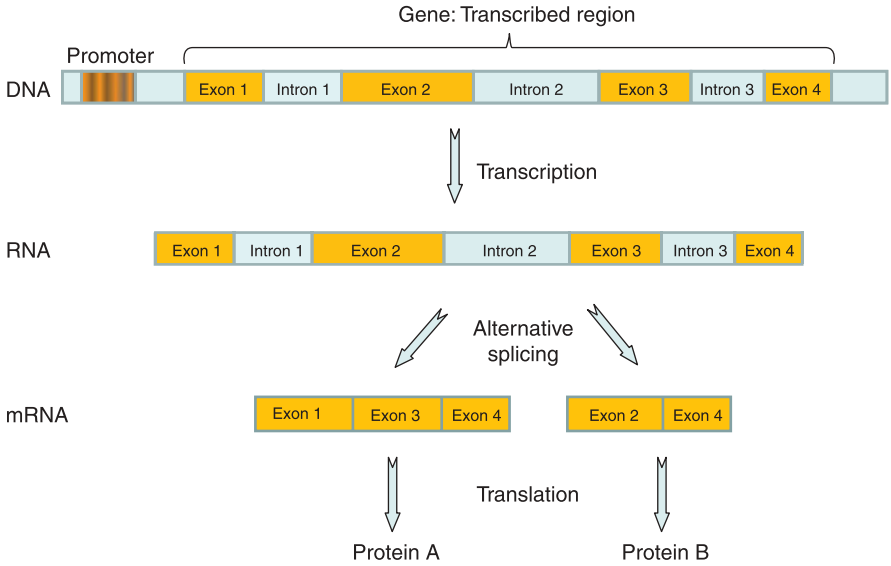 Gene: Transcribed region
Promoter
DNA
Exon 1
Intron 1
Exon 2
Intron 2
Exon 3
Intron 3
Exon 4
Transcription
RNA
Exon 1
Intron 1
Exon 2
Intron 2
Exon 3
Intron 3
Exon 4
Alternative
splicing
mRNA
Exon 1
Exon 3
Exon 4
Exon 2
Exon 4
Translation
Protein A
Protein B